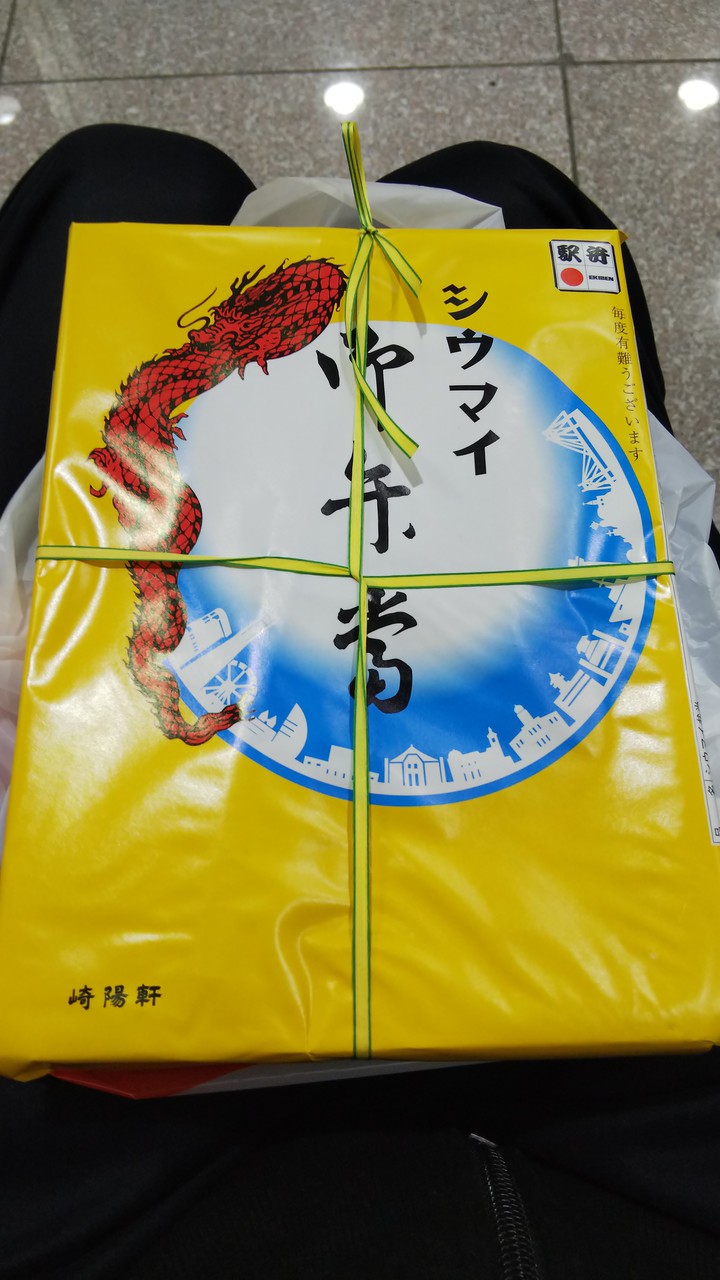 駅弁
EKIBEN
毎度有難うございます
シウマイ
御弁当
崎陽軒